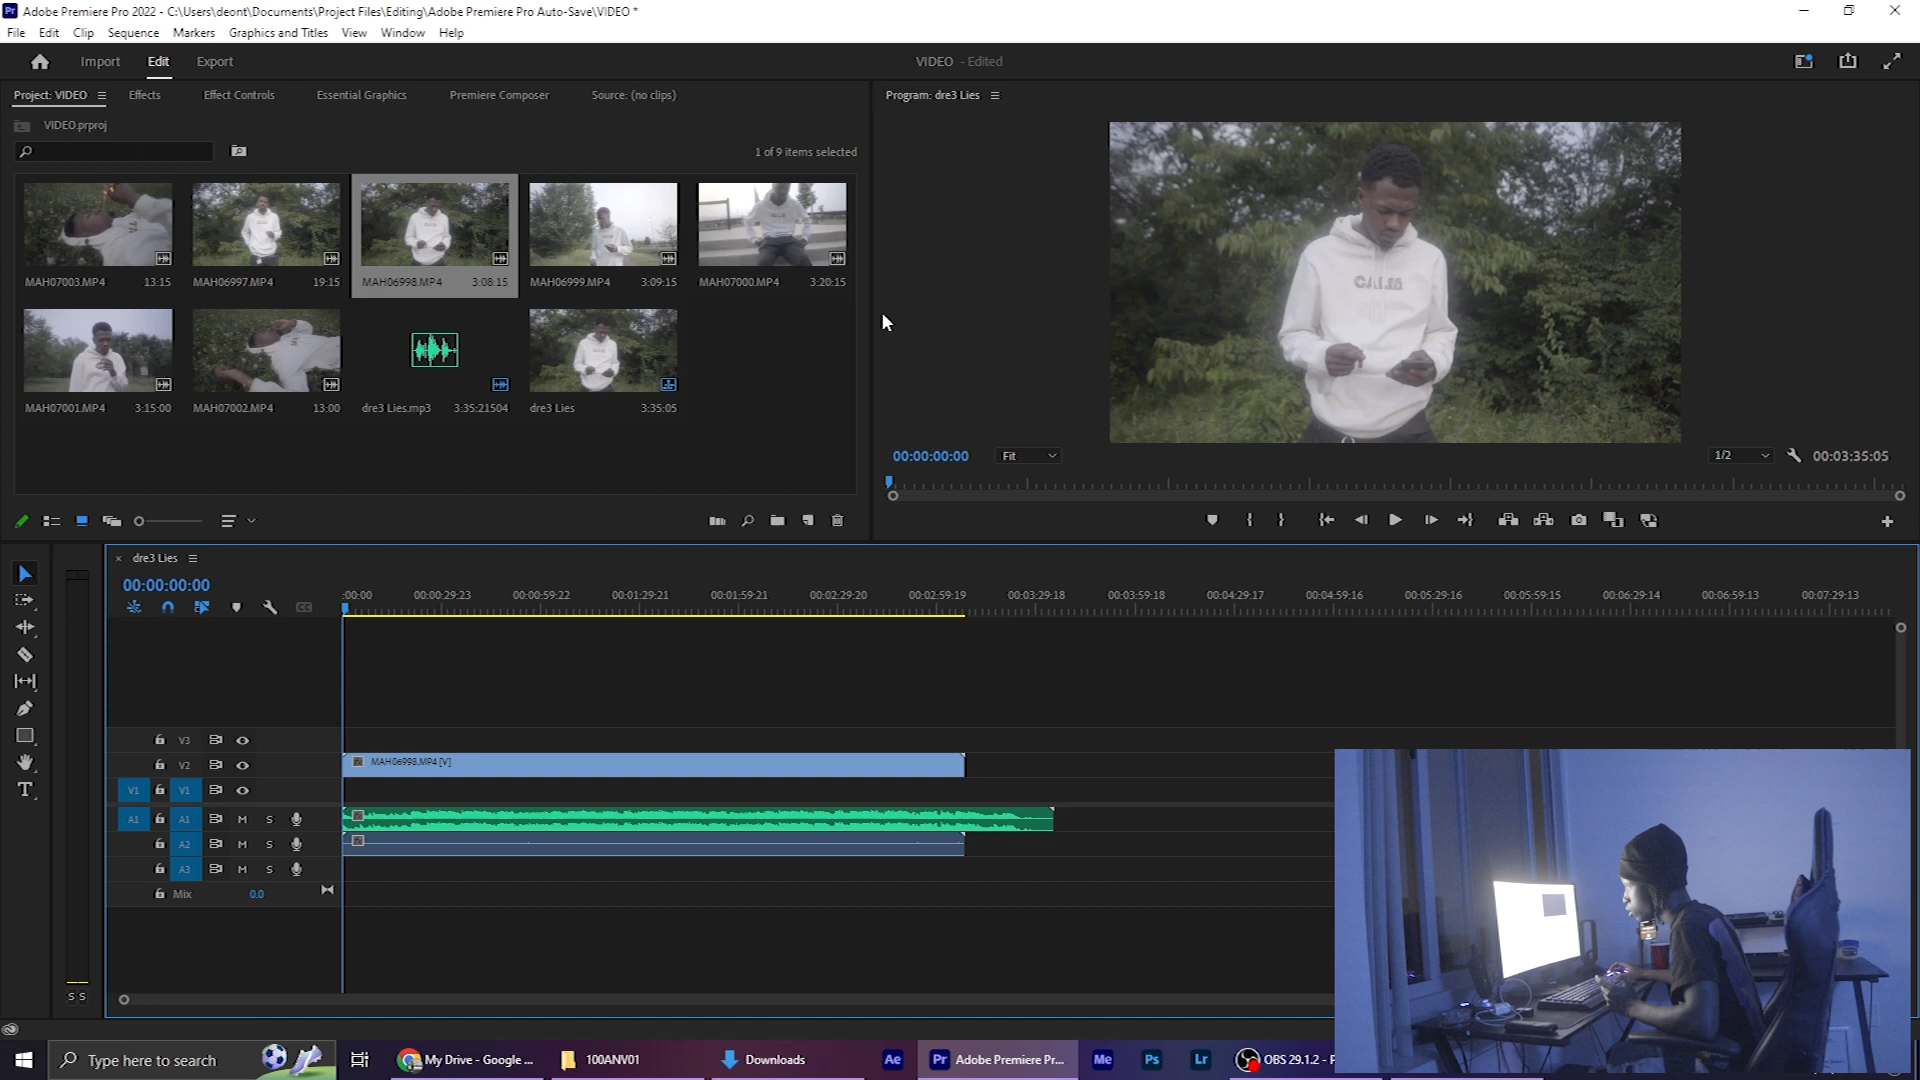 Pr Adobe Premiere Pro 2022 - C:\Users\deont\Documents\Project Files\Editing\Adobe Premiere Pro Auto-Save\VIDEO *
File Edit Clip Sequence Markers Graphics and Titles View Window Help
Import Edit Export VIDEO - Edited
Project: VIDEO Effects Effect Controls Essential Graphics Premiere Composer Source: (no clips) Program: dre3 Lies
VIDEO.prproj
1 of 9 items selected
MAH07003.MP4 13:15 MAH06997.MP4 19:15 MAH06998.MP4 3:08:15 MAH06999.MP4 3:09:15 MAH07000.MP4 3:20:15
CALM
MAH07001.MP4 3:15:00 MAH07002.MP4 13:00 dre3 Lies.mp3 3:35:21504 dre3 Lies 3:35:05
00:00:00:00 Fit 1/2 00:03:35:05
dre3 Lies
00:00:00:00
:00:00 00:00:29:23 00:00:59:22 00:01:29:21 00:01:59:21 00:02:29:20 00:02:59:19 00:03:29:18 00:03:59:18 00:04:29:17 00:04:59:16 00:05:29:16 00:05:59:15 00:06:29:14 00:06:59:13 00:07:29:13
V3
V2 MAH06998.MP4 [V]
V1 V1
A1 A1 M S
A2 M S
A3 M S
Mix 0.0
S S
Type here to search My Drive - Google ... 100ANV01 Downloads Ae Pr Adobe Premiere Pr... Me Ps Lr OBS 29.1.2 - P